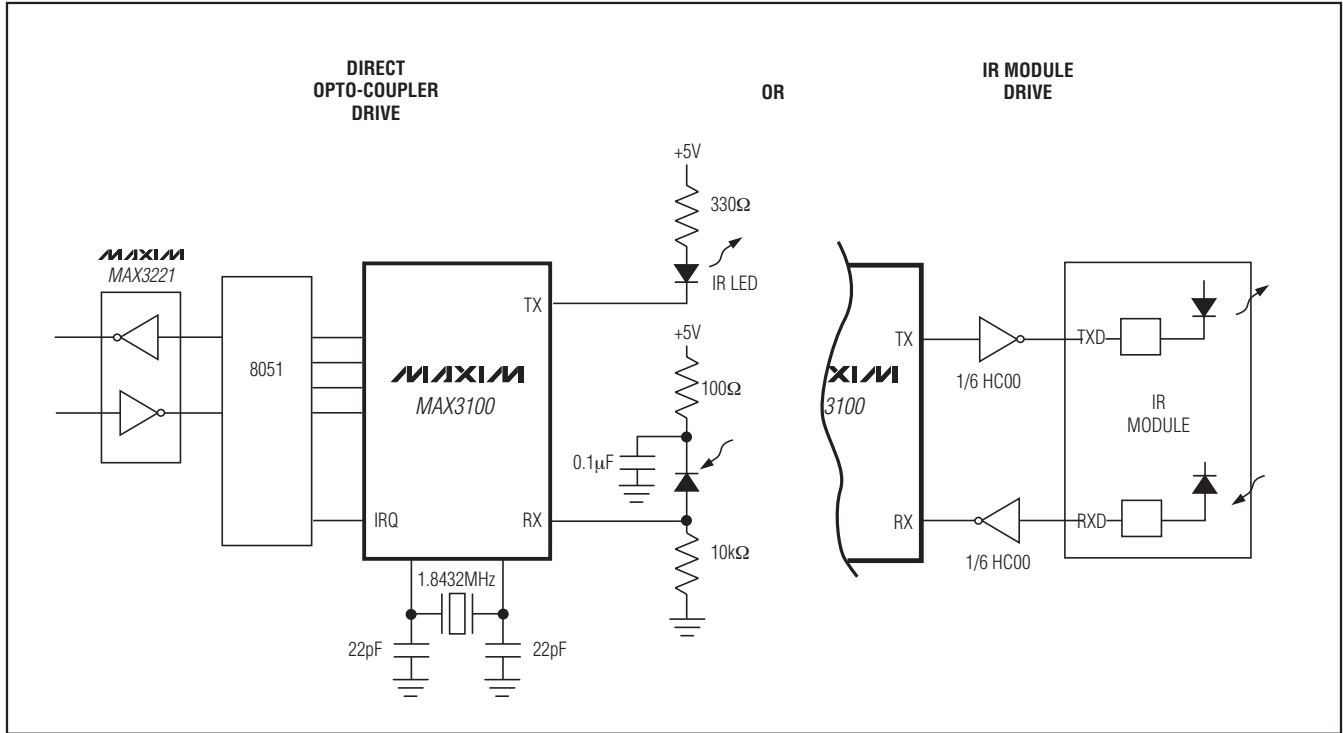 DIRECT
OPTO-COUPLER
DRIVE
OR
IR MODULE
DRIVE
+5V
330Ω
IR LED
MAXIM
MAX3221
8051
TX
MAXIM
MAX3100
IRQ
RX
+5V
100Ω
0.1µF
10kΩ
1.8432MHz
22pF
22pF
TX
XIM
3100
RX
1/6 HC00
1/6 HC00
TXD
IR
MODULE
RXD